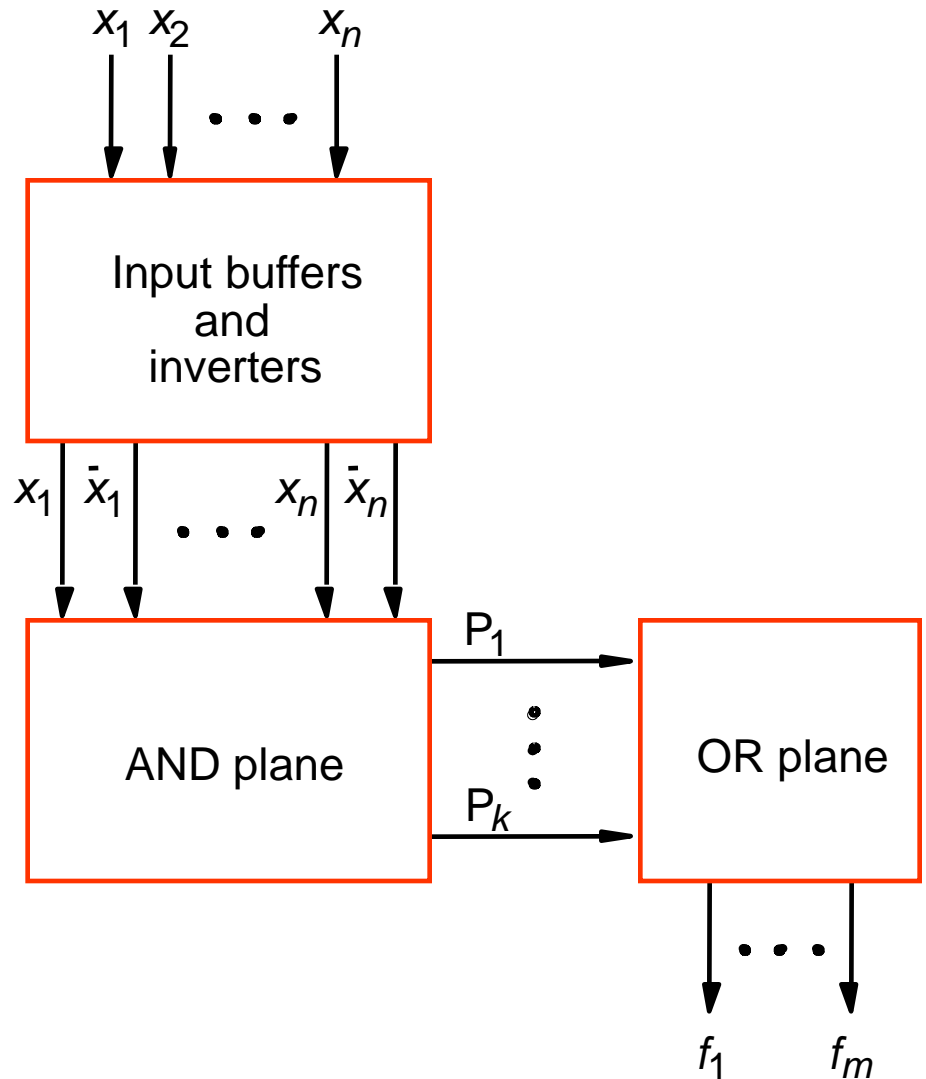 x1 x2 xn
Input buffers
and
inverters
x1 x̄1 xn x̄n
P1
AND plane
OR plane
Pk
f1 fm